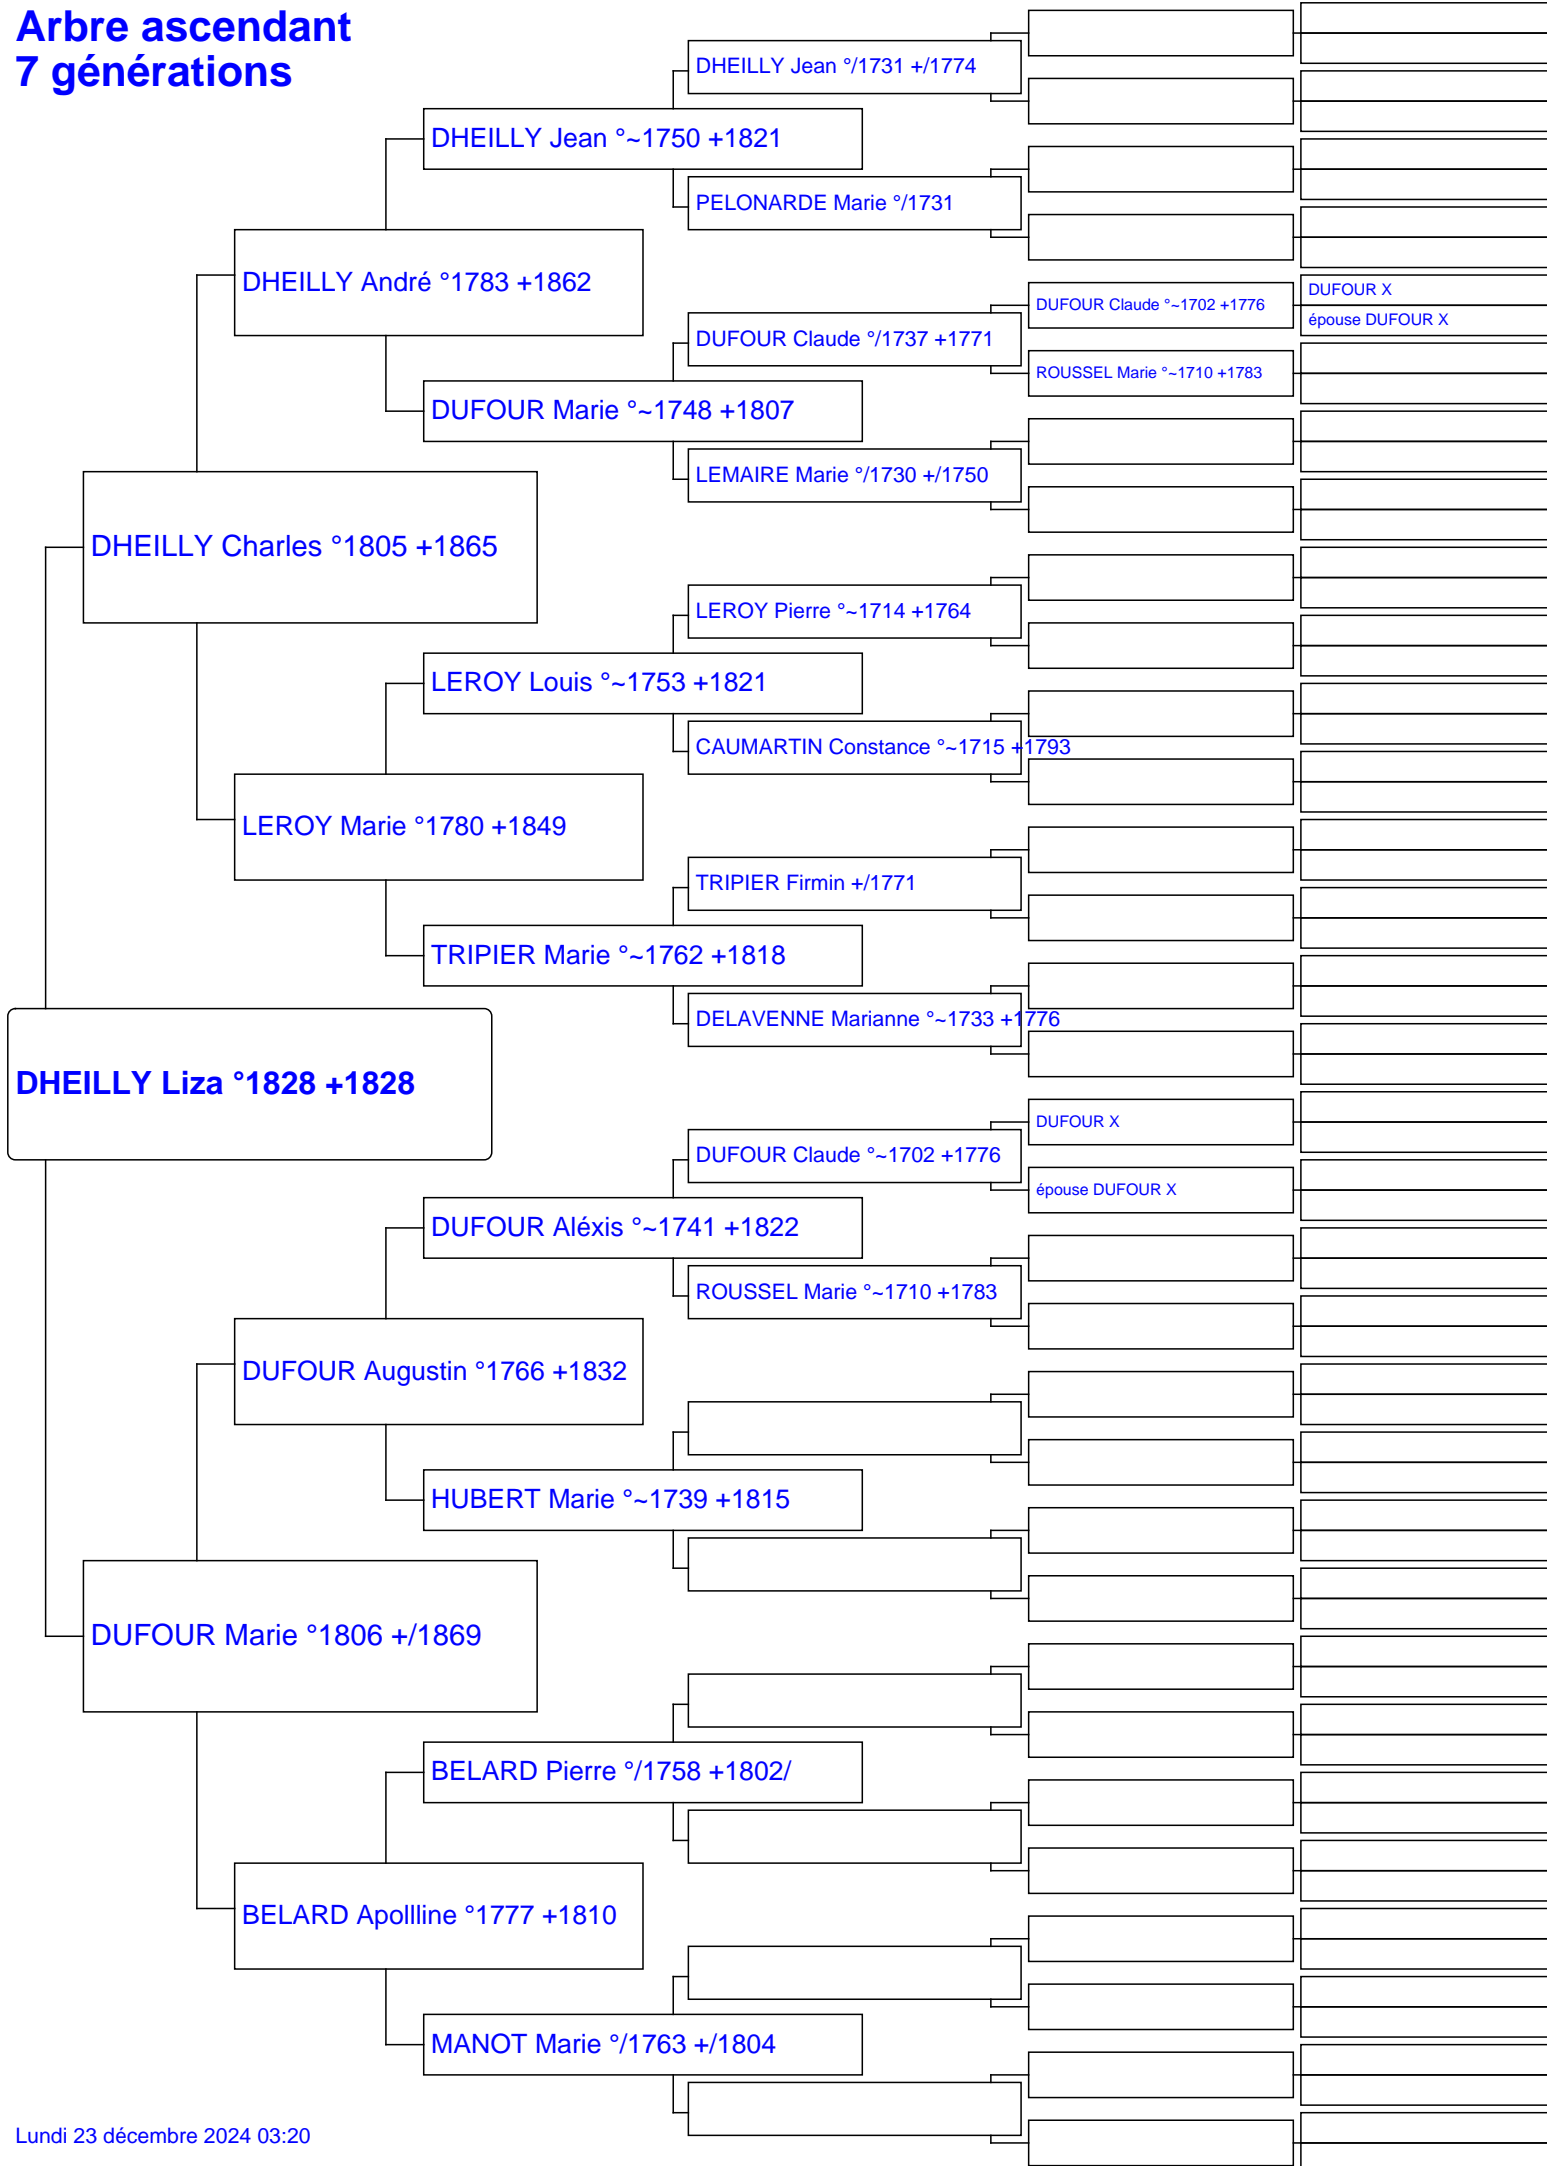 Arbre ascendant
7 générations
DHEILLY Jean °/1731 +/1774
DHEILLY Jean °~1750 +1821
PELONARDE Marie °/1731
DHEILLY André °1783 +1862
DUFOUR X
DUFOUR Claude °~1702 +1776
épouse DUFOUR X
DUFOUR Claude °/1737 +1771
ROUSSEL Marie °~1710 +1783
DUFOUR Marie °~1748 +1807
LEMAIRE Marie °/1730 +/1750
DHEILLY Charles °1805 +1865
LEROY Pierre °~1714 +1764
LEROY Louis °~1753 +1821
CAUMARTIN Constance °~1715 +1793
LEROY Marie °1780 +1849
TRIPIER Firmin +/1771
TRIPIER Marie °~1762 +1818
DELAVENNE Marianne °~1733 +1776
DHEILLY Liza °1828 +1828
DUFOUR X
DUFOUR Claude °~1702 +1776
épouse DUFOUR X
DUFOUR Aléxis °~1741 +1822
ROUSSEL Marie °~1710 +1783
DUFOUR Augustin °1766 +1832
HUBERT Marie °~1739 +1815
DUFOUR Marie °1806 +/1869
BELARD Pierre °/1758 +1802/
BELARD Apollline °1777 +1810
MANOT Marie °/1763 +/1804
Lundi 23 décembre 2024 03:20